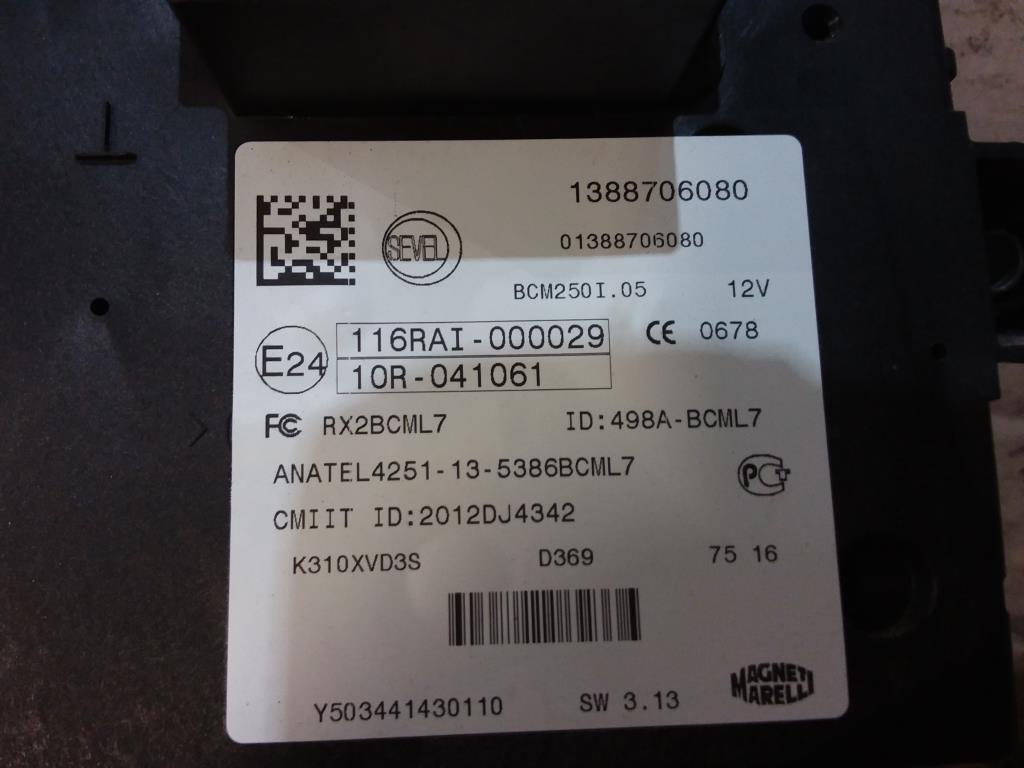 1388706080
SEVEL
01388706080
BCM250I.05 12V
E24 116RAI-000029 CE 0678
10R-041061
FC RX2BCML7 ID:498A-BCML7
ANATEL4251-13-5386BCML7
PCT
CMIIT ID:2012DJ4342
K310XVD3S D369 75 16
Y503441430110 SW 3.13
MAGNETI MARELLI